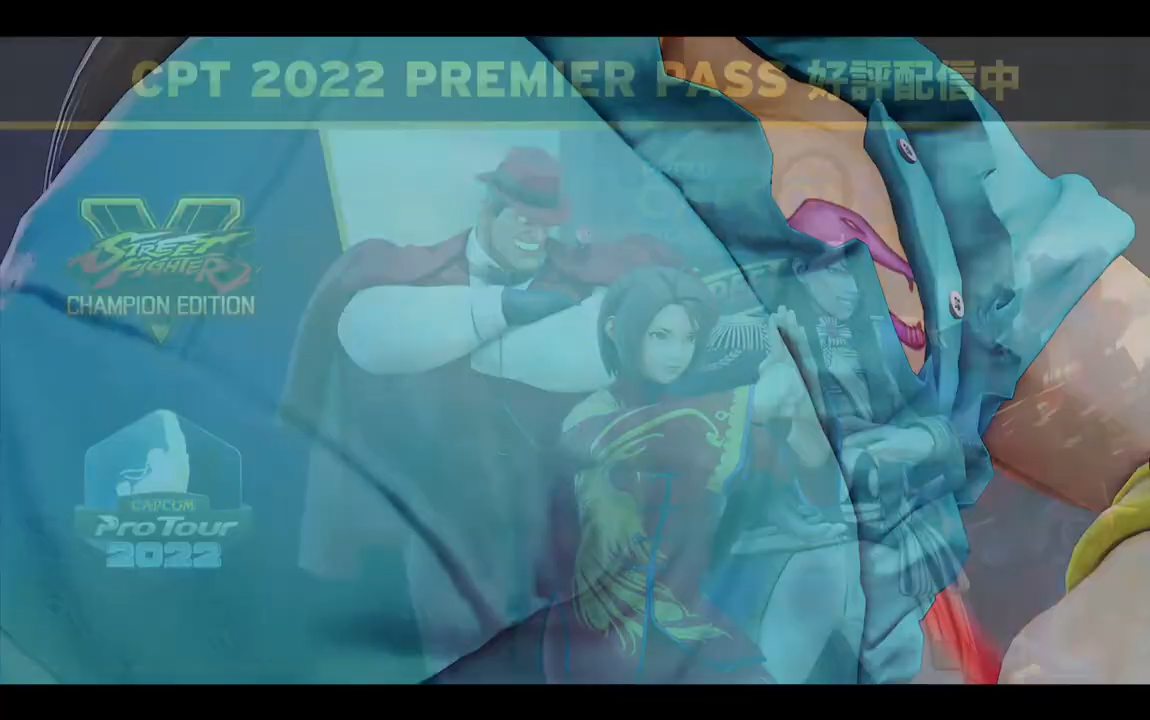 CPT 2022 PREMIER PASS 好評配信中
V
STREET
FIGHTER
CHAMPION EDITION
CAPCOM
Pro Tour
2022